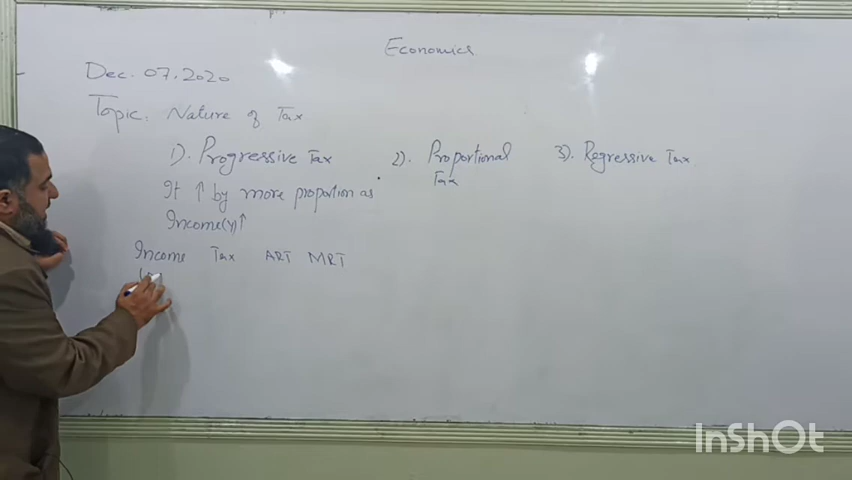 Economics
Dec. 07.2020
Topic: Nature of Tax
1). Progressive Tax
2). Proportional Tax
3). Regressive Tax
It ↑ by more proportion as
Income(Y)↑
Income Tax ART MRT
InShOt